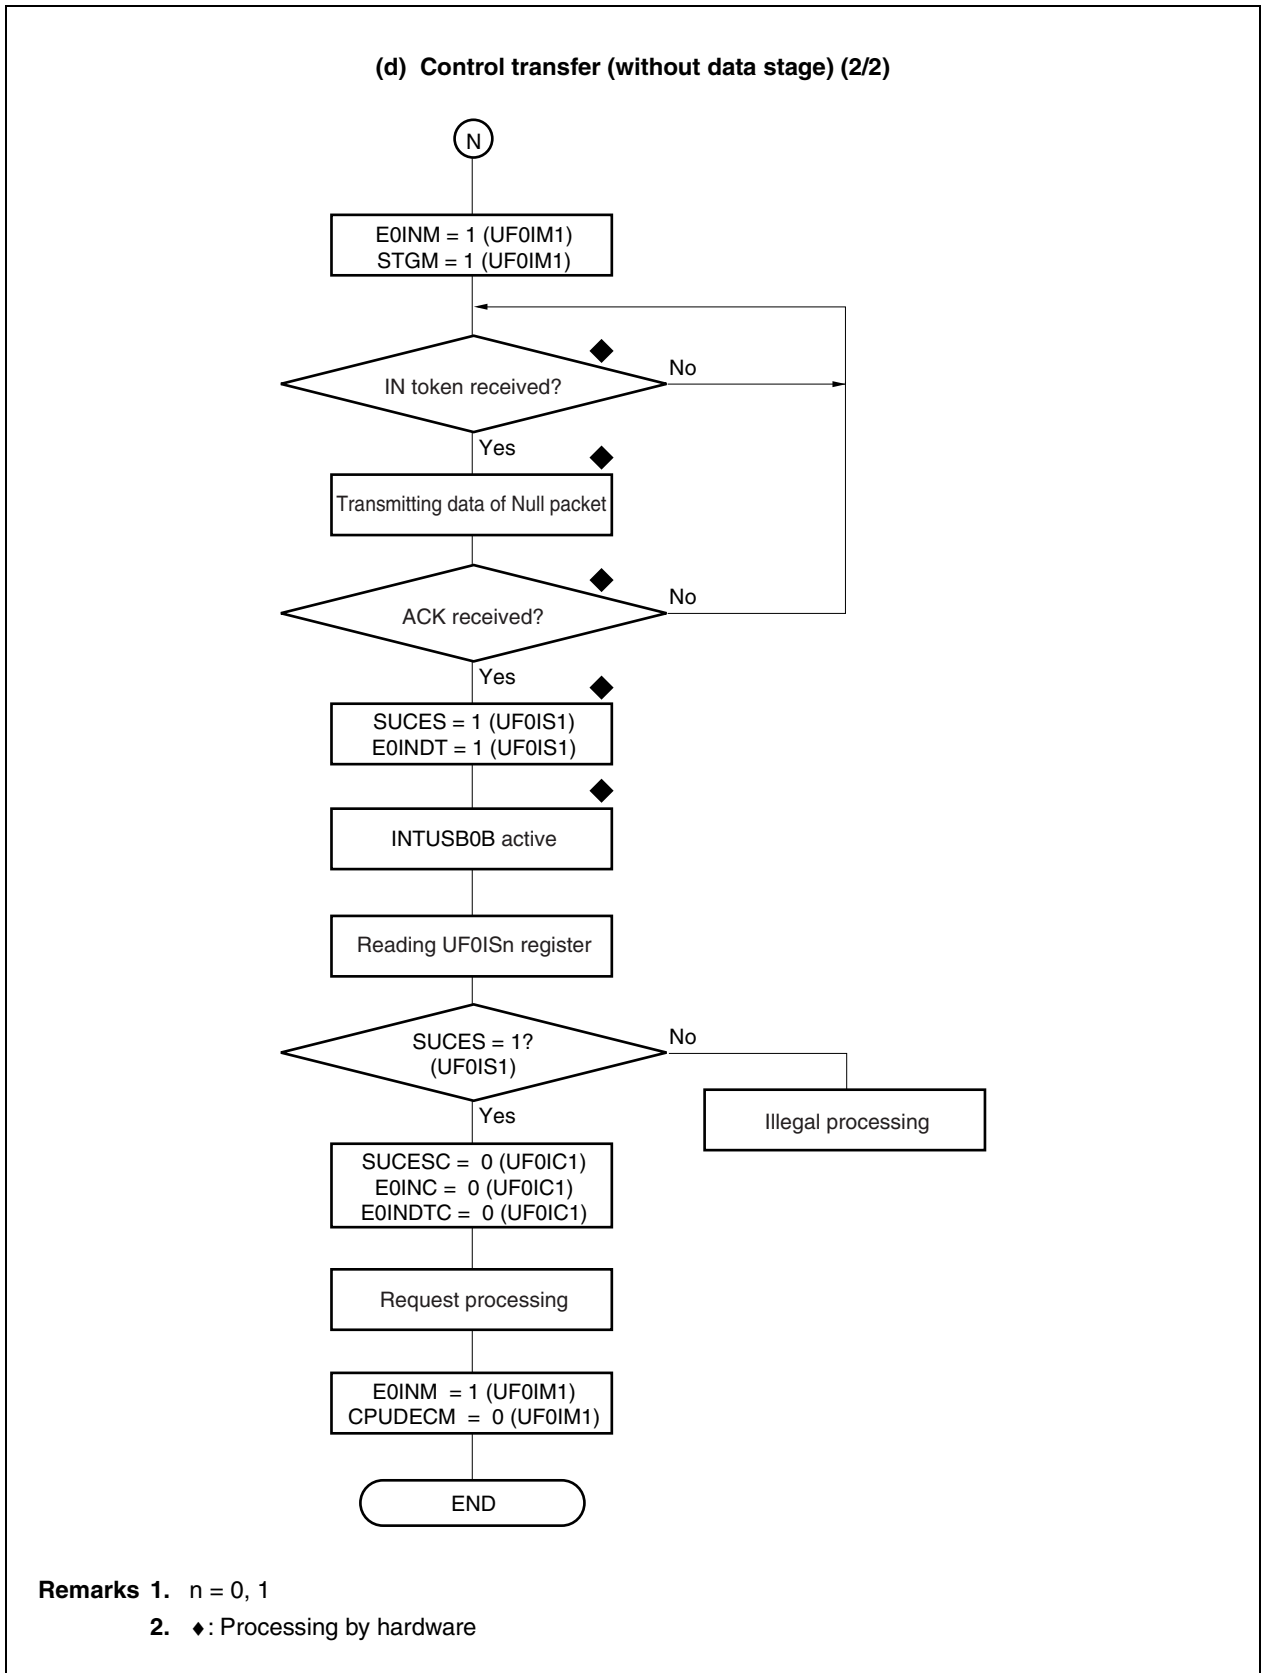 (d) Control transfer (without data stage) (2/2)
N
E0INM = 1 (UF0IM1)
STGM = 1 (UF0IM1)
IN token received?
No
Yes
Transmitting data of Null packet
ACK received?
No
Yes
SUCES = 1 (UF0IS1)
E0INDT = 1 (UF0IS1)
INTUSB0B active
Reading UF0ISn register
SUCES = 1?
(UF0IS1)
No
Yes
Illegal processing
SUCESC = 0 (UF0IC1)
E0INC = 0 (UF0IC1)
E0INDTC = 0 (UF0IC1)
Request processing
E0INM = 1 (UF0IM1)
CPUDECM = 0 (UF0IM1)
END
Remarks 1. n = 0, 1
2. ♦: Processing by hardware